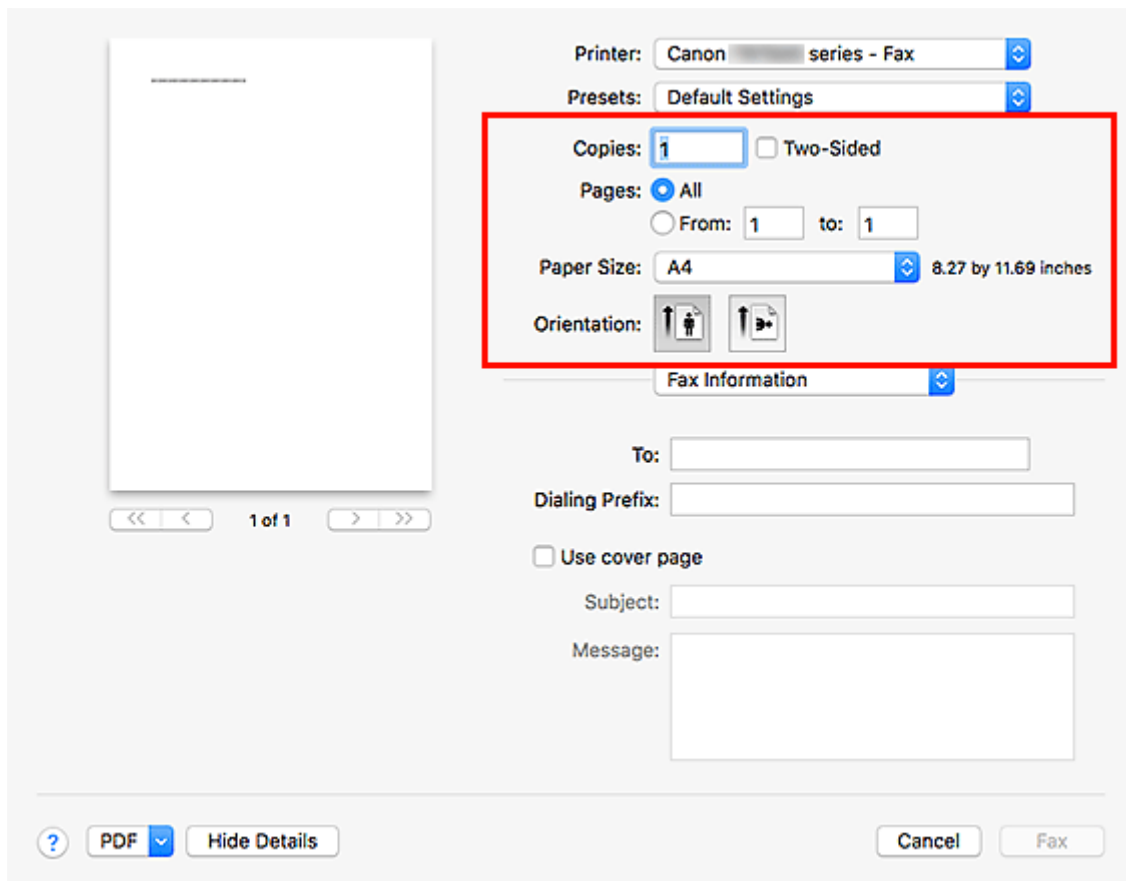 Printer: Canon series - Fax
Presets: Default Settings
Copies: 1 Two-Sided
Pages: All
From: 1 to: 1
Paper Size: A4 8.27 by 11.69 inches
Orientation:
Fax Information
To:
Dialing Prefix:
Use cover page
Subject:
Message:
<< < 1 of 1 > >>
? PDF Hide Details Cancel Fax